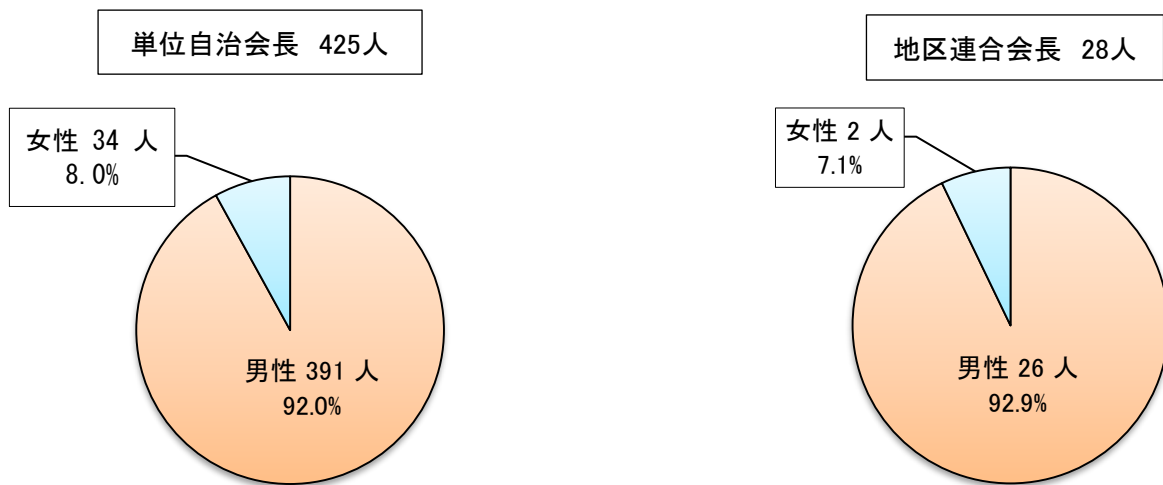 単位自治会長 425人
女性 34 人
8.0%
男性 391 人
92.0%
地区連合会長 28人
女性 2 人
7.1%
男性 26 人
92.9%